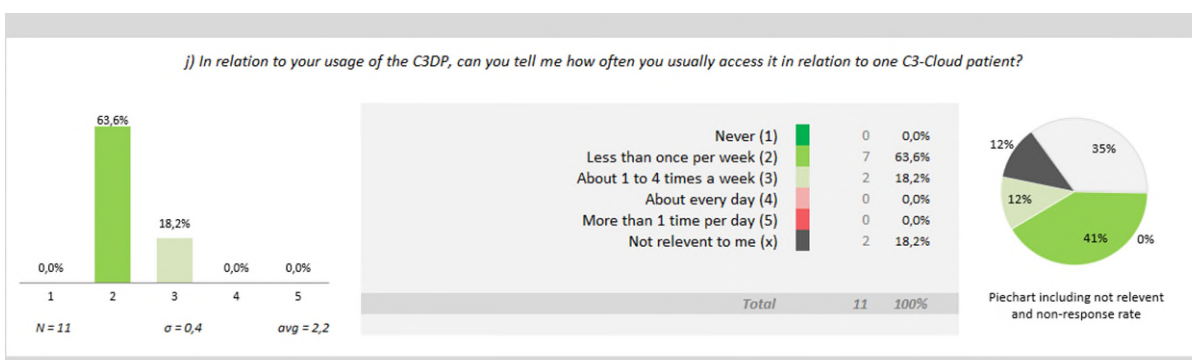 j) In relation to your usage of the C3DP, can you tell me how often you usually access it in relation to one C3-Cloud patient?
63,6%
18,2%
0,0%
0,0%
0,0%
1 2 3 4 5
N = 11 σ = 0,4 avg = 2,2
Never (1) 0 0,0%
Less than once per week (2) 7 63,6%
About 1 to 4 times a week (3) 2 18,2%
About every day (4) 0 0,0%
More than 1 time per day (5) 0 0,0%
Not relevent to me (x) 2 18,2%
Total 11 100%
12%
35%
12%
41%
0%
Piechart including not relevent
and non-response rate